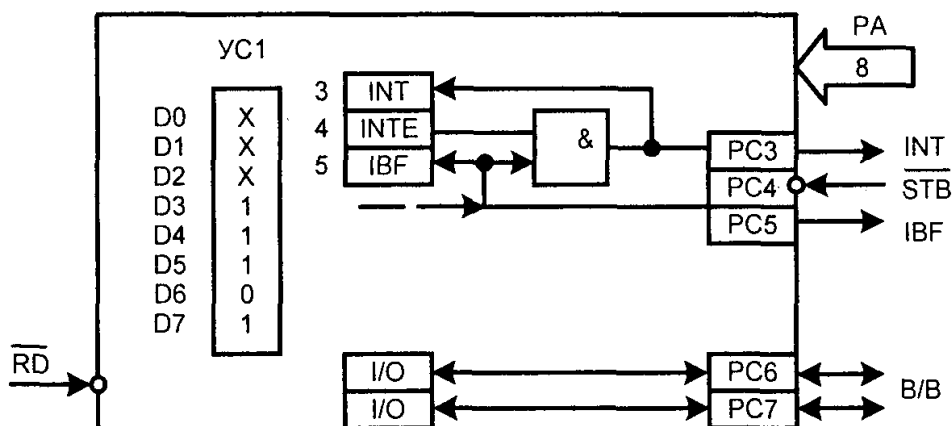 PA
УС1
8
3 INT
4 INTE
5 IBF
&
D0 X
D1 X
D2 X
D3 1
D4 1
D5 1
D6 0
D7 1
PC3 INT
PC4 STB
PC5 IBF
RD
I/O PC6
I/O PC7
B/B